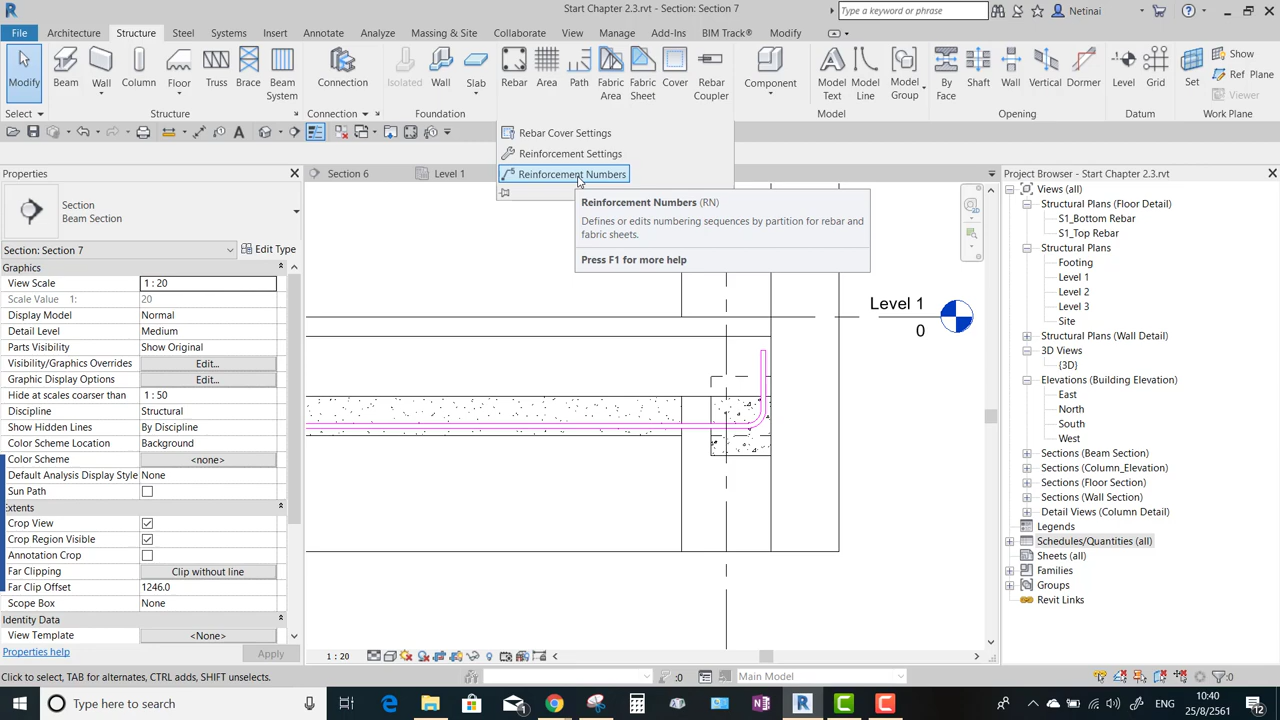 Start Chapter 2.3.rvt - Section: Section 7
Type a keyword or phrase
Netinai
File Architecture Structure Steel Systems Insert Annotate Analyze Massing & Site Collaborate View Manage Add-Ins BIM Track® Modify
Modify
Beam
Wall
Column
Floor
Truss
Brace
Beam System
Connection
Isolated
Wall
Slab
Rebar
Area
Path
Fabric Area
Fabric Sheet
Cover
Rebar Coupler
Component
Model Text
Model Line
Model Group
By Face
Shaft
Wall
Vertical
Dormer
Level
Grid
Set
Show
Ref Plane
Viewer
Select
Structure
Connection
Foundation
Model
Opening
Datum
Work Plane
Rebar Cover Settings
Reinforcement Settings
Reinforcement Numbers
Reinforcement Numbers (RN)
Defines or edits numbering sequences by partition for rebar and
fabric sheets.
Press F1 for more help
Properties
Section 6
Level 1
Section
Beam Section
Section: Section 7
Edit Type
Graphics
View Scale 1 : 20
Scale Value 1: 20
Display Model Normal
Detail Level Medium
Parts Visibility Show Original
Visibility/Graphics Overrides Edit...
Graphic Display Options Edit...
Hide at scales coarser than 1 : 50
Discipline Structural
Show Hidden Lines By Discipline
Color Scheme Location Background
Color Scheme <none>
Default Analysis Display Style None
Sun Path
Extents
Crop View
Crop Region Visible
Annotation Crop
Far Clipping Clip without line
Far Clip Offset 1246.0
Scope Box None
Identity Data
View Template <None>
Properties help
Apply
Level 1
0
Project Browser - Start Chapter 2.3.rvt
Views (all)
Structural Plans (Floor Detail)
S1_Bottom Rebar
S1_Top Rebar
Structural Plans
Footing
Level 1
Level 2
Level 3
Site
Structural Plans (Wall Detail)
3D Views
{3D}
Elevations (Building Elevation)
East
North
South
West
Sections (Beam Section)
Sections (Column_Elevation)
Sections (Floor Section)
Sections (Wall Section)
Detail Views (Column Detail)
Legends
Schedules/Quantities (all)
Sheets (all)
Families
Groups
Revit Links
1 : 20
Click to select, TAB for alternates, CTRL adds, SHIFT unselects.
:0
Main Model
:0
Type here to search
10:40
25/8/2561